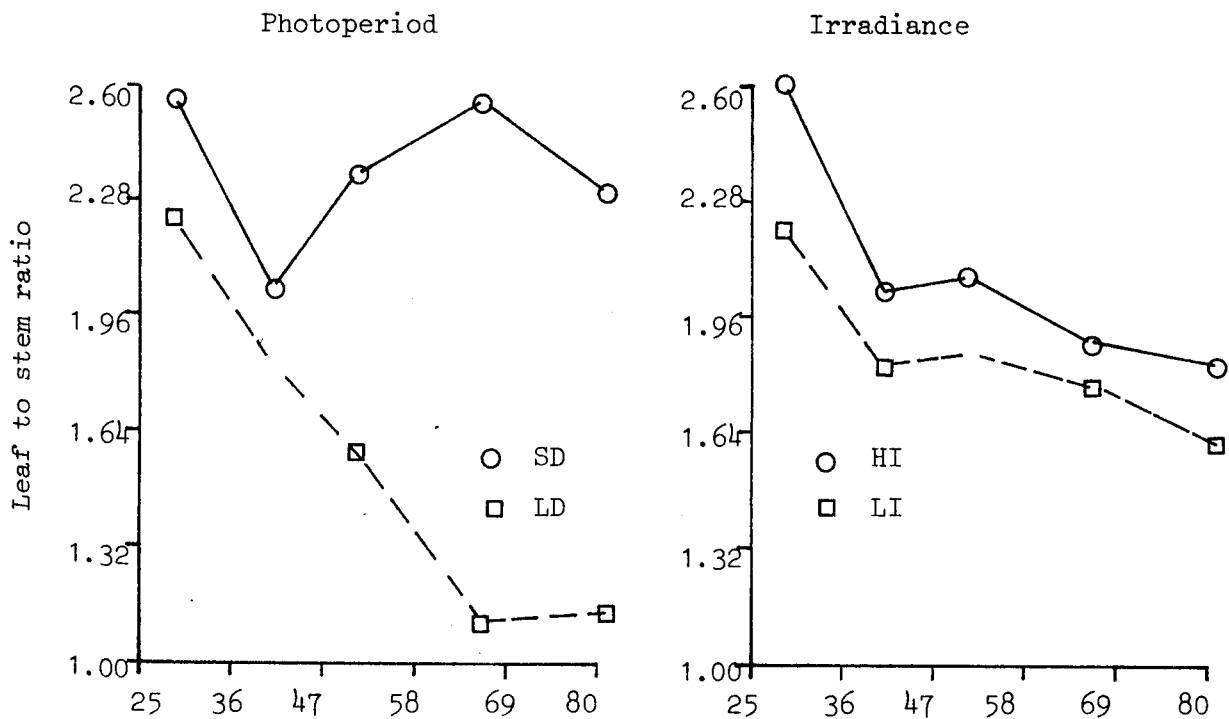 Photoperiod
Irradiance
Leaf to stem ratio
2.60
2.28
1.96
1.64
1.32
1.00
25 36 47 58 69 80
SD
LD
2.60
2.28
1.96
1.64
1.32
1.00
25 36 47 58 69 80
HI
LI